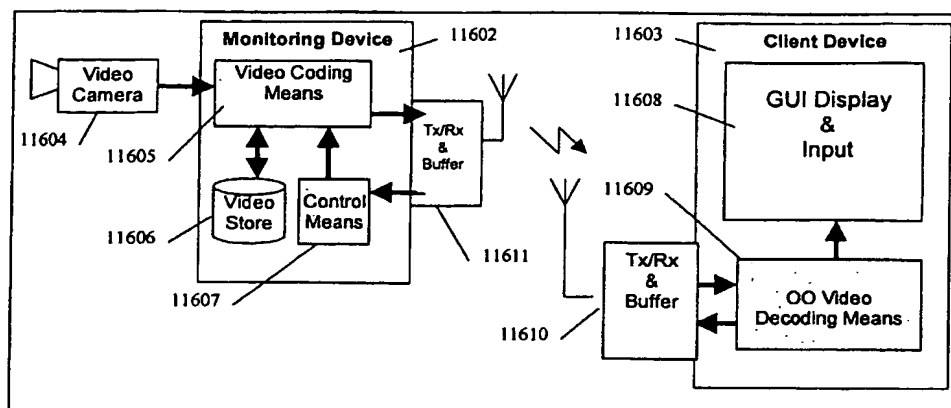 Monitoring Device
11602
11603
Client Device
Video
Camera
11604
Video Coding
Means
11605
Tx/Rx
&
Buffer
11608
GUI Display
&
Input
Video
Store
11606
Control
Means
11607
11611
11609
Tx/Rx
&
Buffer
11610
OO Video
Decoding Means